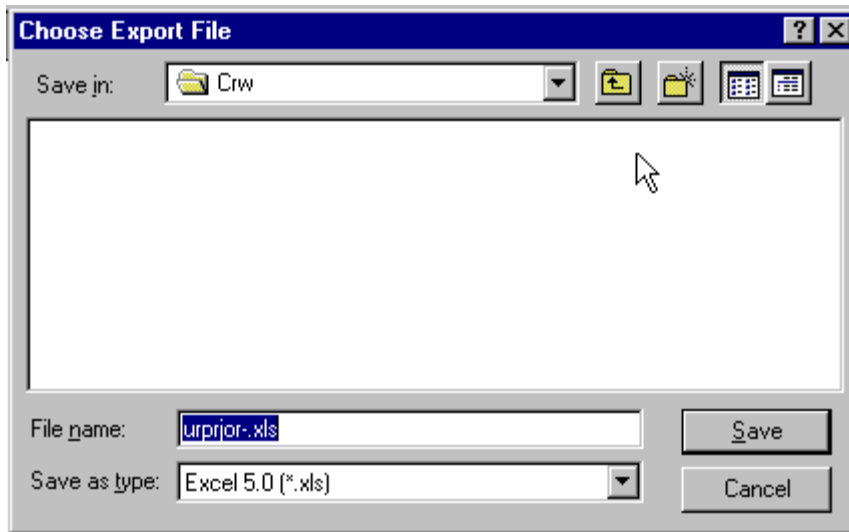 Choose Export File
Save in: Crw
File name: urprjor-.xls
Save as type: Excel 5.0 (*.xls)
Save
Cancel